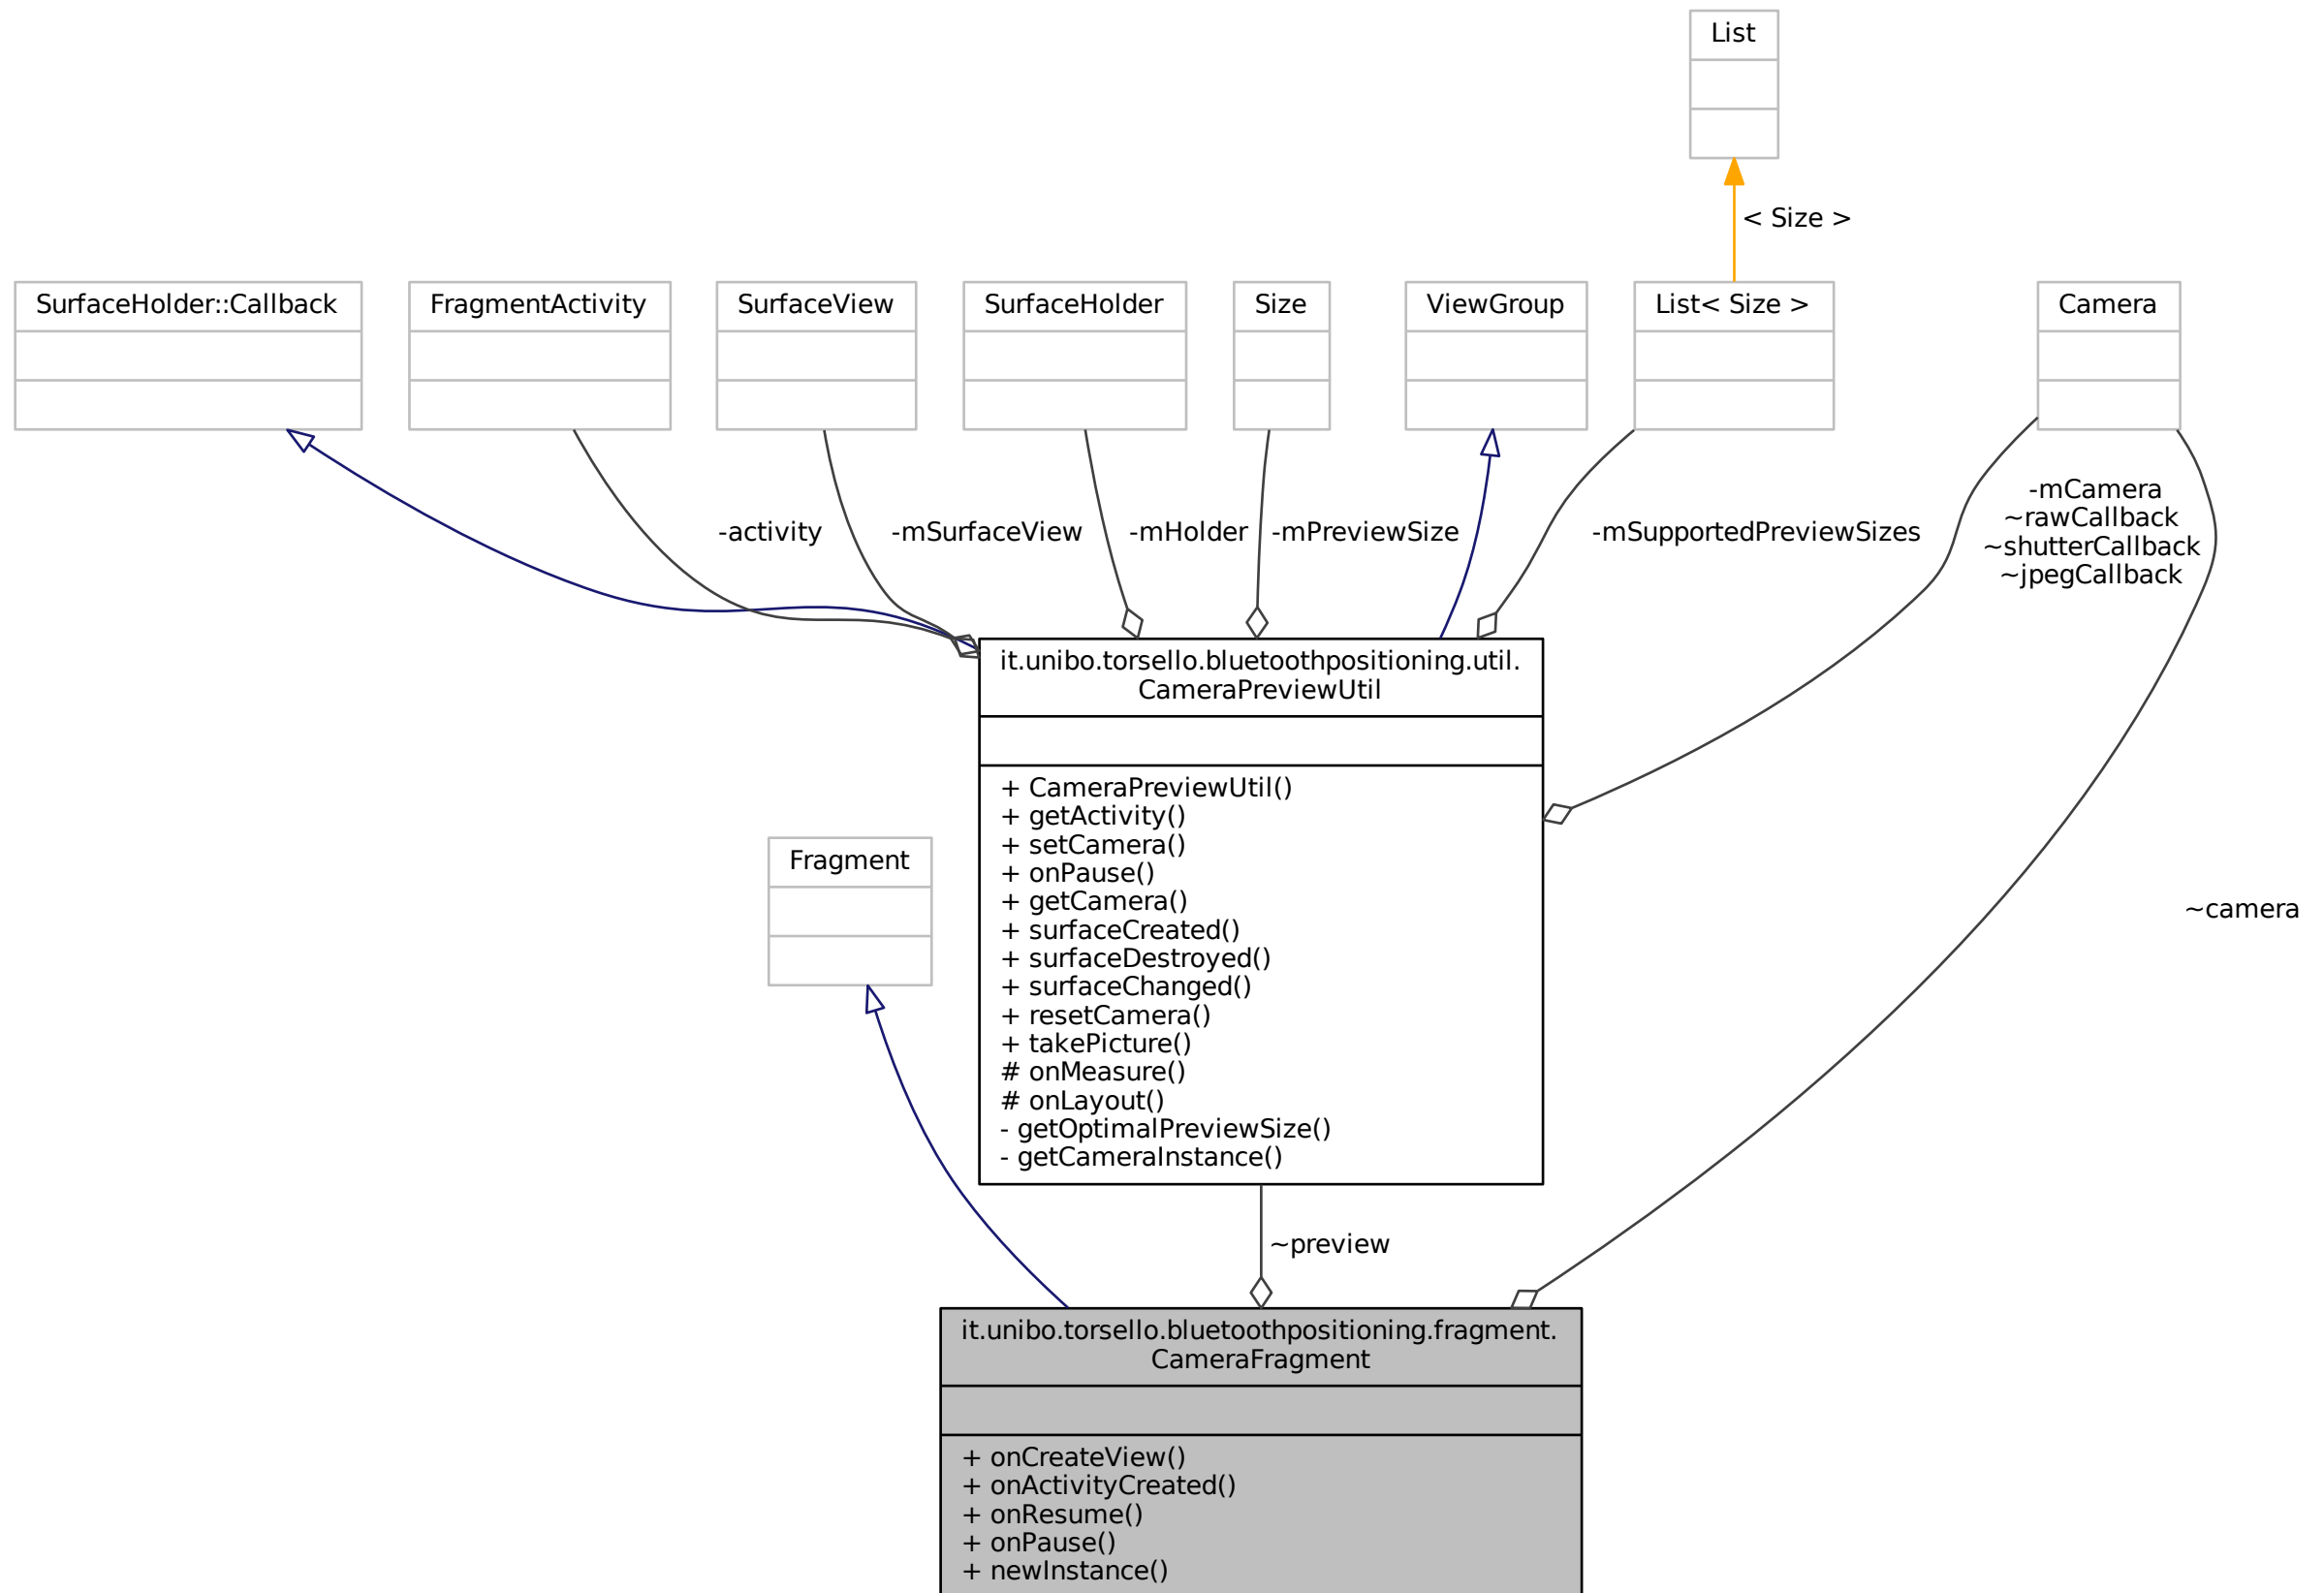 List
< Size >
SurfaceHolder::Callback
FragmentActivity
SurfaceView
SurfaceHolder
Size
ViewGroup
List< Size >
Camera
-activity
-mSurfaceView
-mHolder
-mPreviewSize
-mSupportedPreviewSizes
-mCamera
~rawCallback
~shutterCallback
~jpegCallback
it.unibo.torsello.bluetoothpositioning.util.
CameraPreviewUtil
+ CameraPreviewUtil()
+ getActivity()
+ setCamera()
+ onPause()
+ getCamera()
+ surfaceCreated()
+ surfaceDestroyed()
+ surfaceChanged()
+ resetCamera()
+ takePicture()
# onMeasure()
# onLayout()
- getOptimalPreviewSize()
- getCameraInstance()
Fragment
~camera
~preview
it.unibo.torsello.bluetoothpositioning.fragment.
CameraFragment
+ onCreateView()
+ onActivityCreated()
+ onResume()
+ onPause()
+ newInstance()